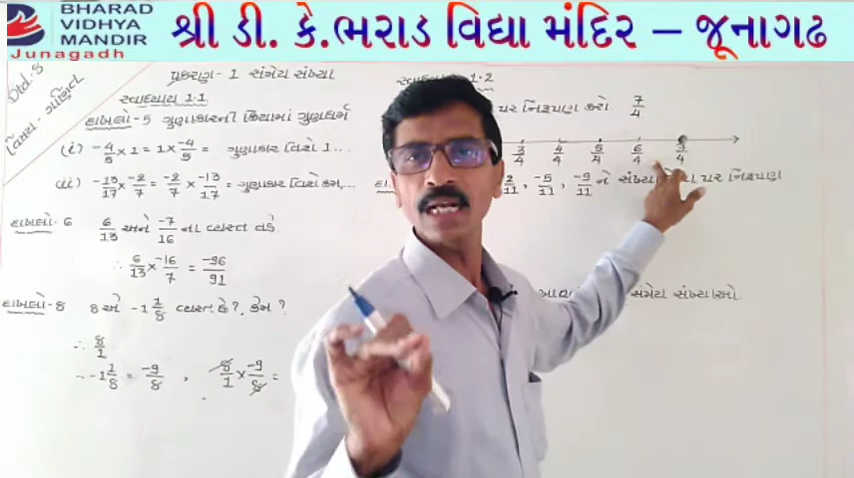 BHARAD
VIDHYA
MANDIR
Junagadh
શ્રી ડી. કે.ભરાડ વિદ્યા મંદિર – જૂનાગઢ
વિષય- ગણિત
પ્રકરણ- 1 સંમેય સંખ્યા
સ્વાધ્યાય 1.1
દાખલો-5 ગુણાકારની ક્રિયામાં ગુણધર્મ
(i) -4/5 × 1 = 1 × -4/5 = ગુણાકાર વિશે 1...
(ii) -13/17 × -2/7 = -2/7 × -13/17 = ગુણાકાર વિશે ક્રમ,...
દાખલો- 6 6/13 અને -7/16 ના વ્યસ્ત વડે
∴ 6/13 × -16/7 = -96/91
દાખલો- 8 8 એ -1 1/8 વ્યસ્ત છે? કેમ?
∴ 8/1
-1 1/8 = -9/8 , 8/1 × -9/8 =
સ્વાધ્યાય 1.2
પર નિરૂપણ કરો. 7/4
3/4 4/4 5/4 6/4 7/4
2/11, -5/11, -9/11 ને પર નિરૂપણ
સંમેય સંખ્યાઓ.